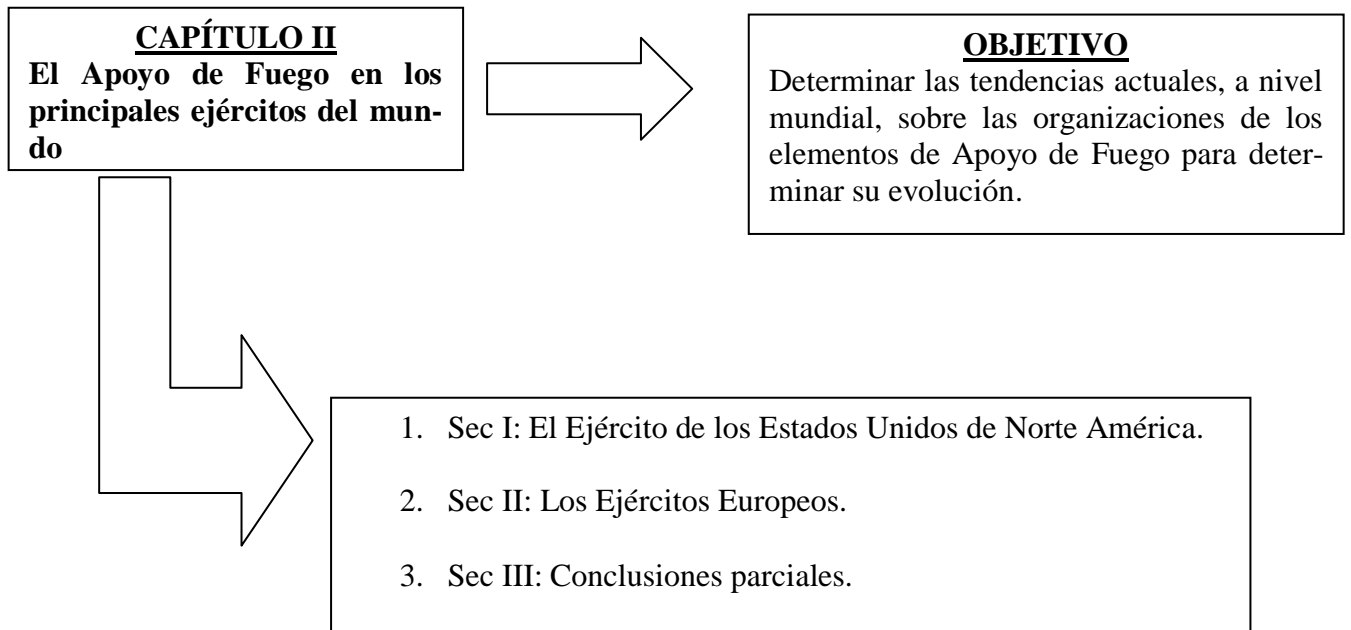 CAPÍTULO II
El Apoyo de Fuego en los
principales ejércitos del mun-
do
OBJETIVO
Determinar las tendencias actuales, a nivel
mundial, sobre las organizaciones de los
elementos de Apoyo de Fuego para deter-
minar su evolución.
1. Sec I: El Ejército de los Estados Unidos de Norte América.
2. Sec II: Los Ejércitos Europeos.
3. Sec III: Conclusiones parciales.